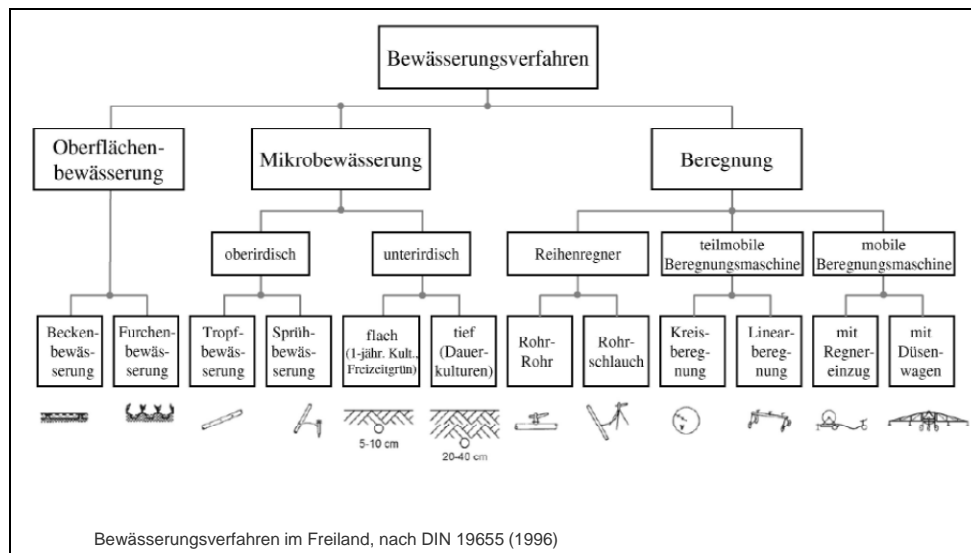 Bewässerungsverfahren
Oberflächen-
bewässerung
Mikrobewässerung
Beregnung
oberirdisch
unterirdisch
Reihenregner
teilmobile
Beregnungsmaschine
mobile
Beregnungsmaschine
Becken-
bewäs-
serung
Furchen-
bewäs-
serung
Tropf-
bewäs-
serung
Sprüh-
bewäs-
serung
flach
(1-jähr. Kult.,
Freizeitgrün)
tief
(Dauer-
kulturen)
Rohr-
Rohr
Rohr-
schlauch
Kreis-
bereg-
nung
Linear-
bereg-
nung
mit
Regner-
einzug
mit
Düsen-
wagen
5-10 cm
20-40 cm
Bewässerungsverfahren im Freiland, nach DIN 19655 (1996)